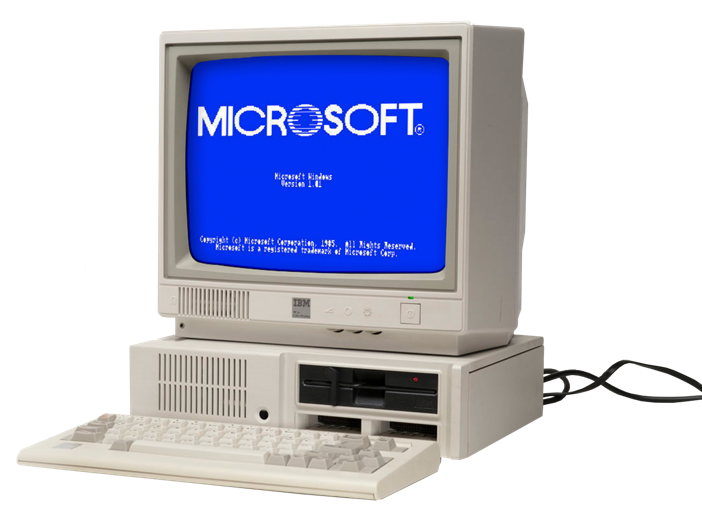 MICROSOFT®
Microsoft Windows
Version 1.01
Copyright (c) Microsoft Corporation, 1985. All Rights Reserved.
Microsoft is a registered trademark of Microsoft Corp.
IBM